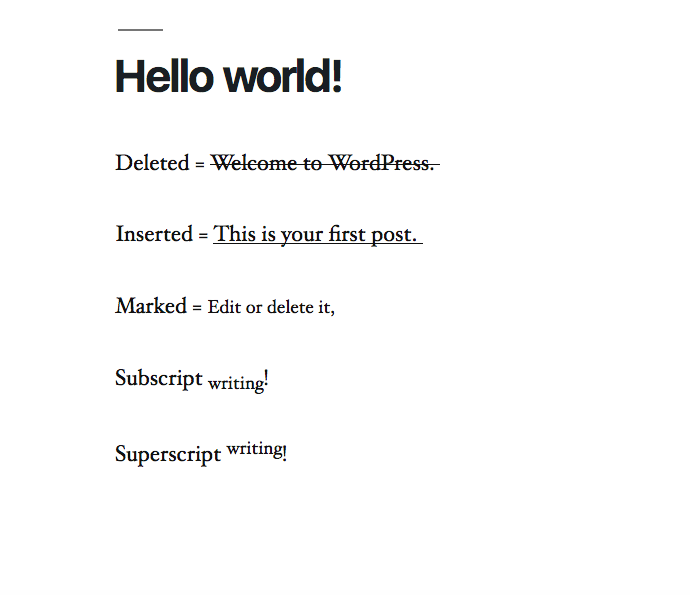 Hello world!
Deleted = Welcome to WordPress.
Inserted = This is your first post.
Marked = Edit or delete it,
Subscript writing!
Superscript writing!